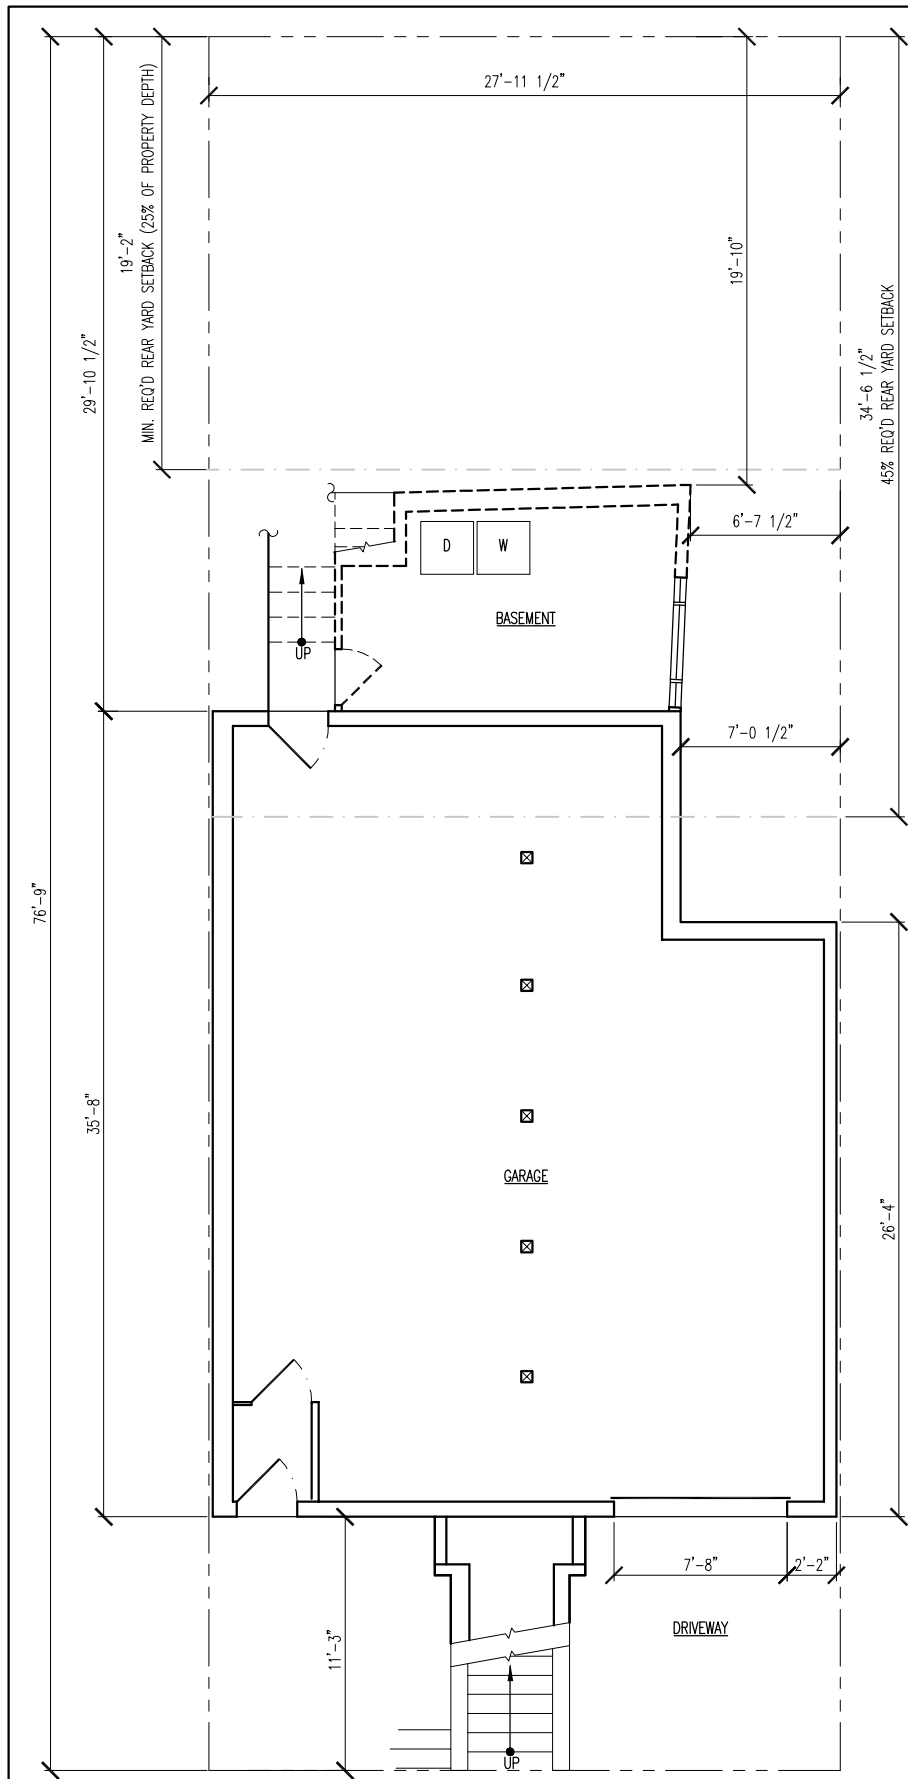 27'-11 1/2"
19'-2"
MIN. REQ'D REAR YARD SETBACK (25% OF PROPERTY DEPTH)
19'-10"
29'-10 1/2"
34'-6 1/2"
45% REQ'D REAR YARD SETBACK
6'-7 1/2"
D
W
BASEMENT
UP
7'-0 1/2"
76'-9"
35'-8"
GARAGE
26'-4"
7'-8"
2'-2"
11'-3"
DRIVEWAY
UP